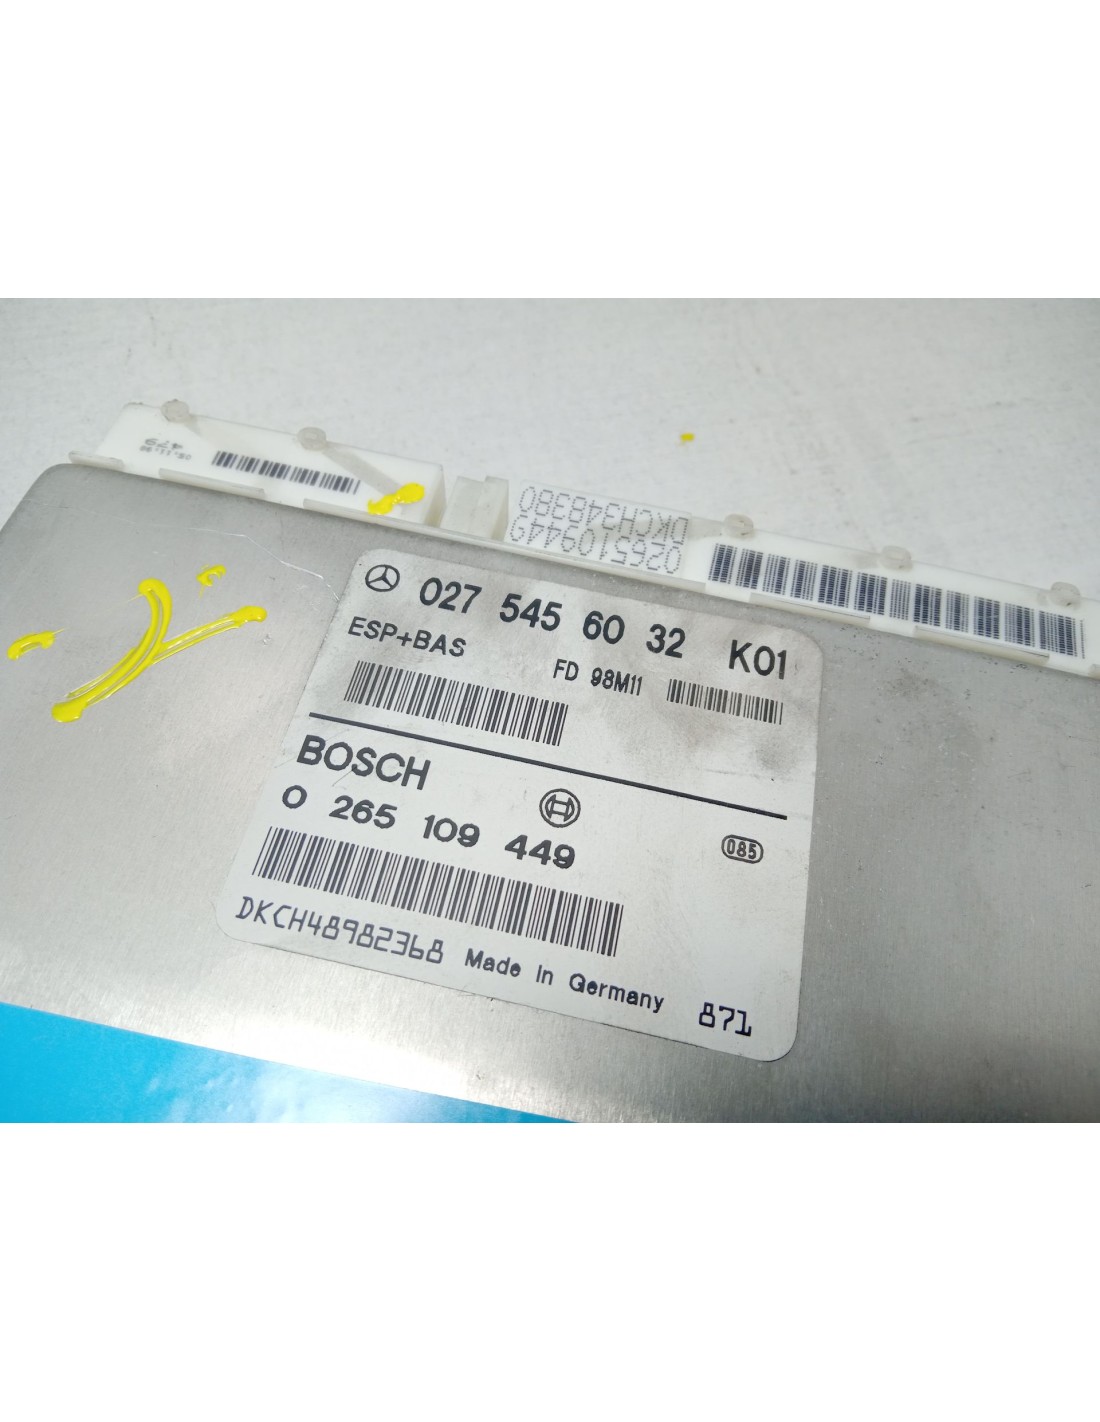 0265109449
DKCH348380
027 545 60 32 K01
ESP+BAS
FD 98M11
BOSCH
0 265 109 449
085
DKCH48982368 Made in Germany 871